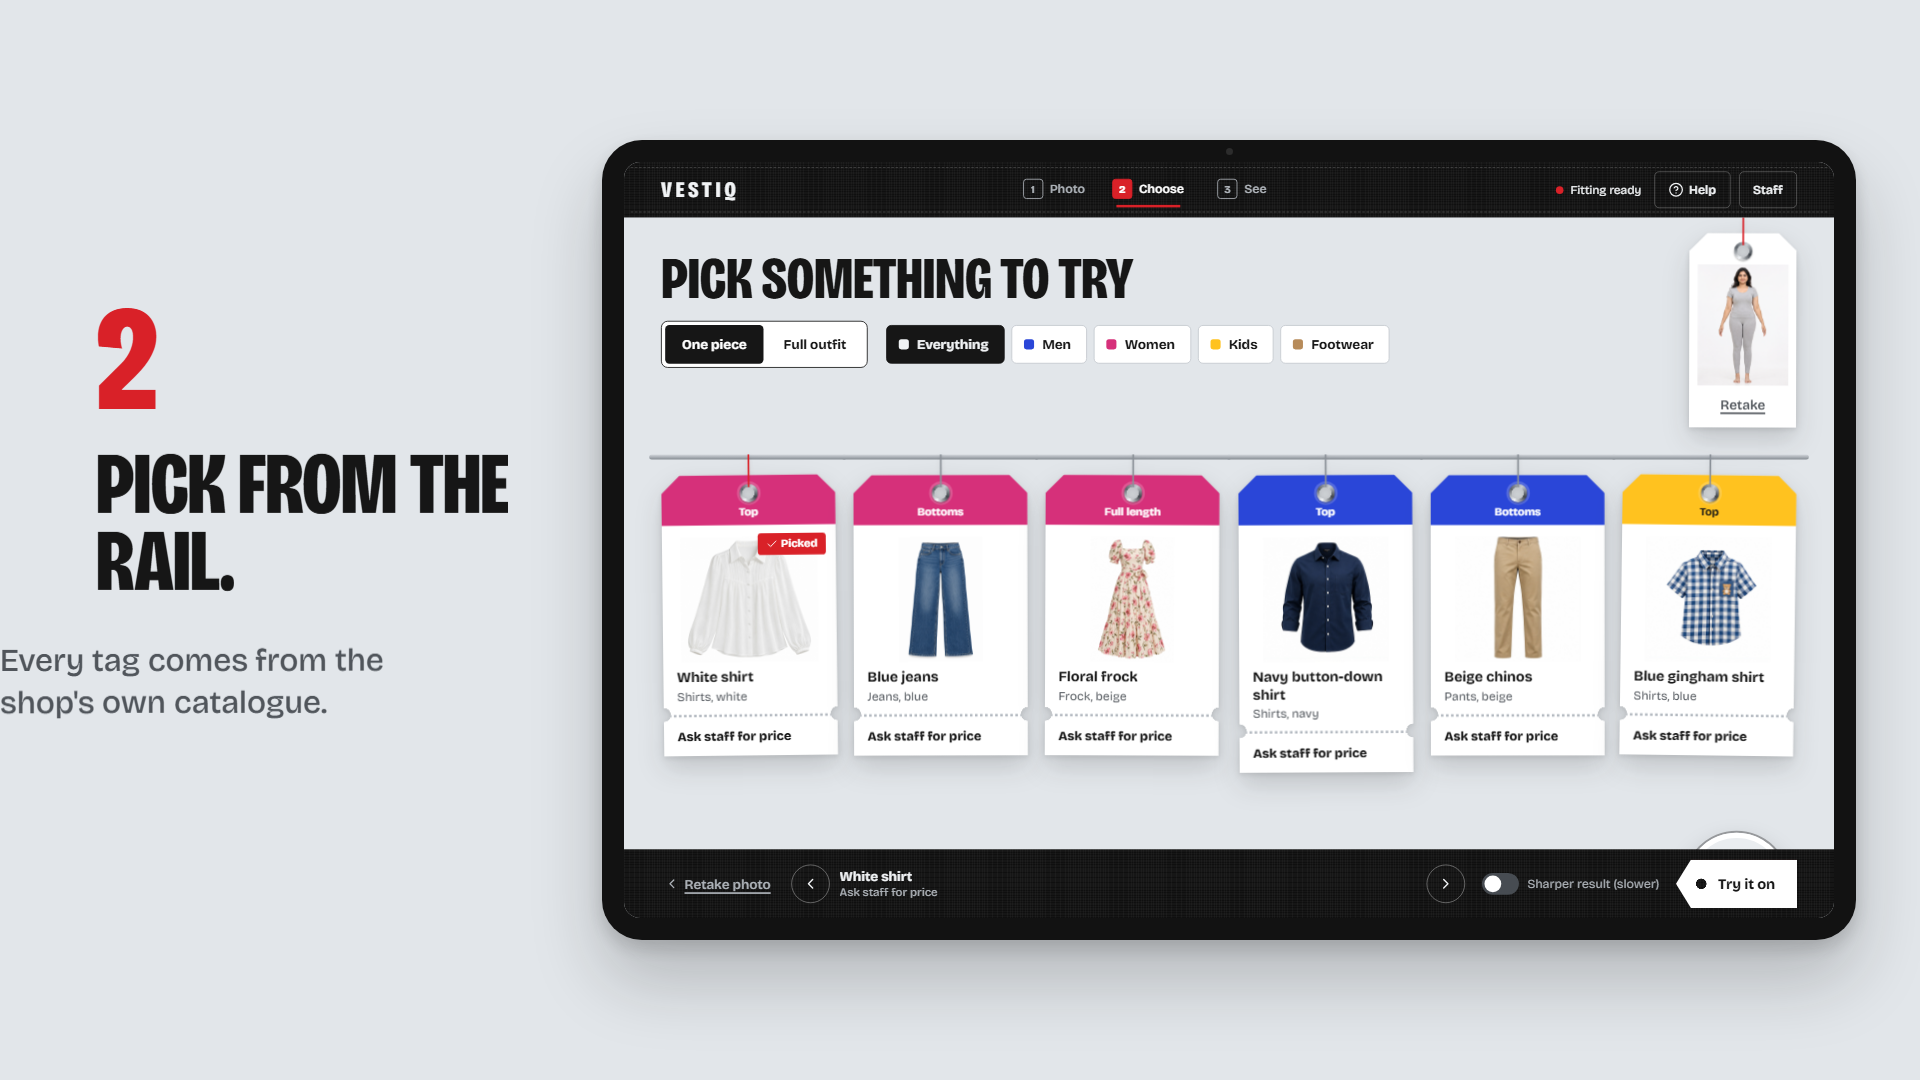 2
PICK FROM THE
RAIL.
Every tag comes from the
shop's own catalogue.
VESTIQ
1 Photo
2 Choose
3 See
Fitting ready
Help
Staff
PICK SOMETHING TO TRY
One piece
Full outfit
Everything
Men
Women
Kids
Footwear
Retake
Top
Picked
White shirt
Shirts, white
Ask staff for price
Bottoms
Blue jeans
Jeans, blue
Ask staff for price
Full length
Floral frock
Frock, beige
Ask staff for price
Top
Navy button-down
shirt
Shirts, navy
Ask staff for price
Bottoms
Beige chinos
Pants, beige
Ask staff for price
Top
Blue gingham shirt
Shirts, blue
Ask staff for price
Retake photo
White shirt
Ask staff for price
Sharper result (slower)
Try it on